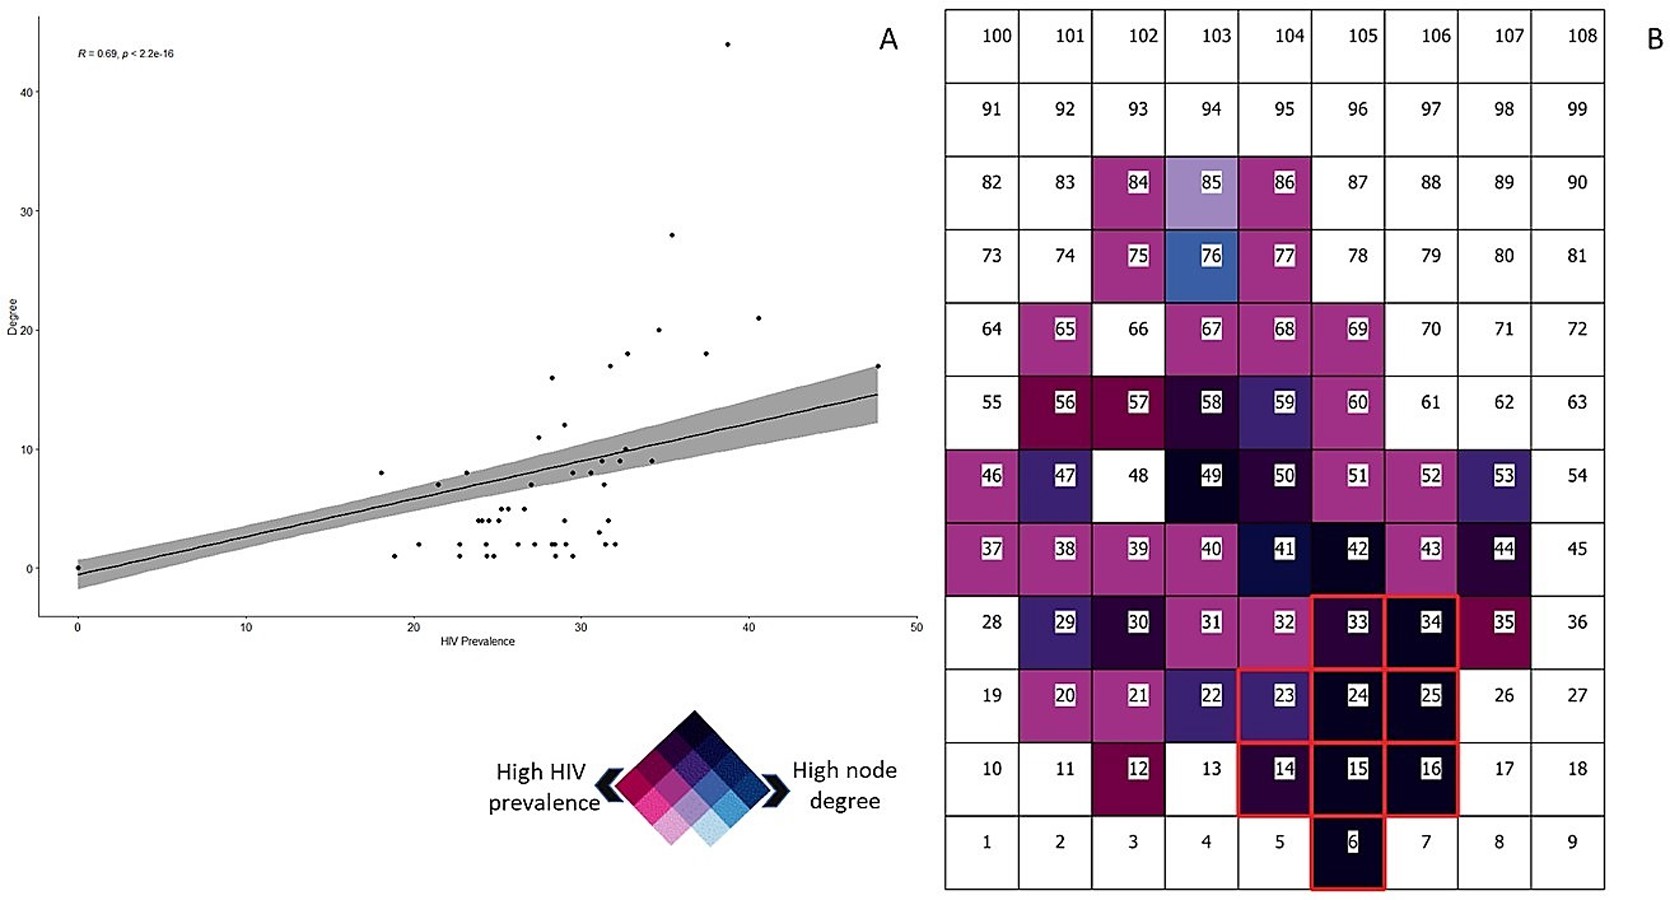 R = 0.69, p < 2.2e-16
A
40
30
20
10
0
Degree
0 10 20 30 40 50
HIV Prevalence
High HIV
prevalence
High node
degree
B
100 101 102 103 104 105 106 107 108
91 92 93 94 95 96 97 98 99
82 83 84 85 86 87 88 89 90
73 74 75 76 77 78 79 80 81
64 65 66 67 68 69 70 71 72
55 56 57 58 59 60 61 62 63
46 47 48 49 50 51 52 53 54
37 38 39 40 41 42 43 44 45
28 29 30 31 32 33 34 35 36
19 20 21 22 23 24 25 26 27
10 11 12 13 14 15 16 17 18
1 2 3 4 5 6 7 8 9